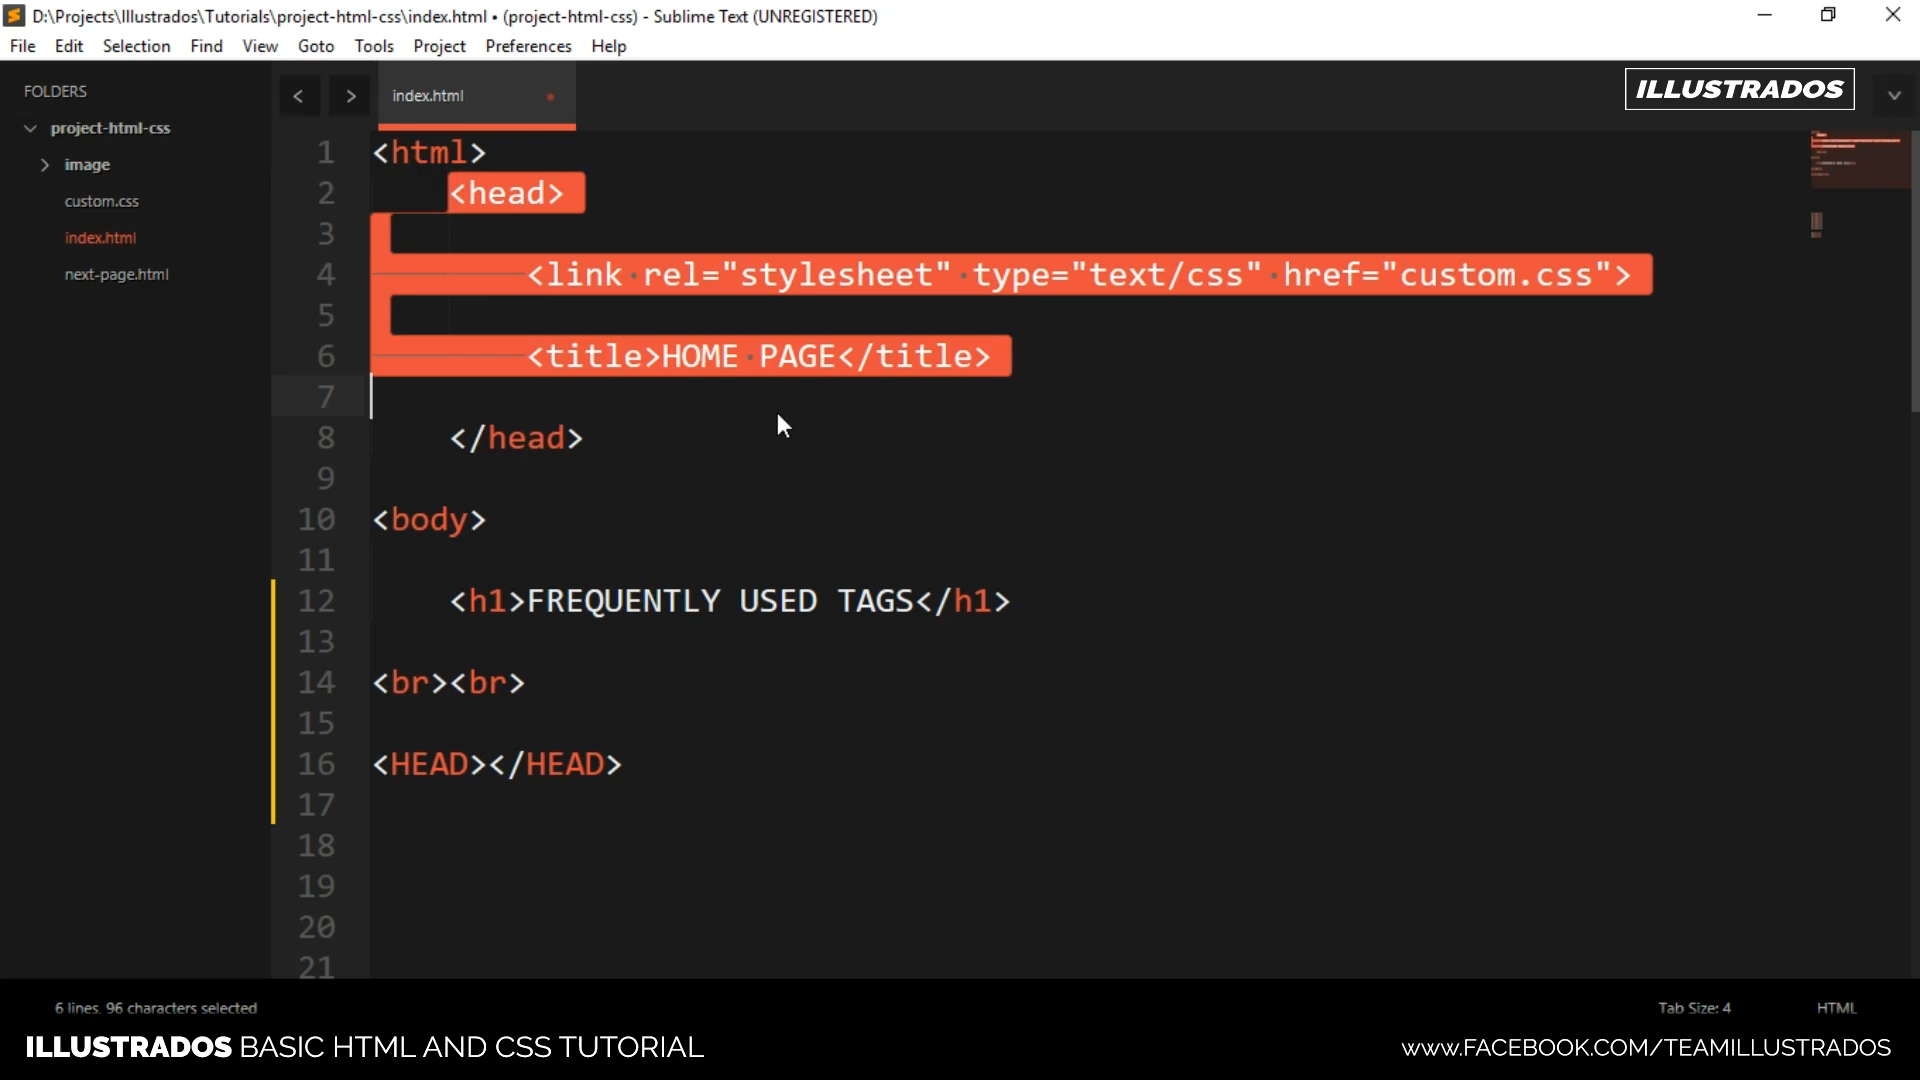 D:\Projects\Illustrados\Tutorials\project-html-css\index.html • (project-html-css) - Sublime Text (UNREGISTERED)
File Edit Selection Find View Goto Tools Project Preferences Help
FOLDERS
project-html-css
image
custom.css
index.html
next-page.html
index.html
ILLUSTRADOS
1 <html>
2 <head>
3
4 <link rel="stylesheet" type="text/css" href="custom.css">
5
6 <title>HOME PAGE</title>
7
8 </head>
9
10 <body>
11
12 <h1>FREQUENTLY USED TAGS</h1>
13
14 <br><br>
15
16 <HEAD></HEAD>
17
18
19
20
21
6 lines, 96 characters selected
Tab Size: 4
HTML
ILLUSTRADOS BASIC HTML AND CSS TUTORIAL
WWW.FACEBOOK.COM/TEAMILLUSTRADOS